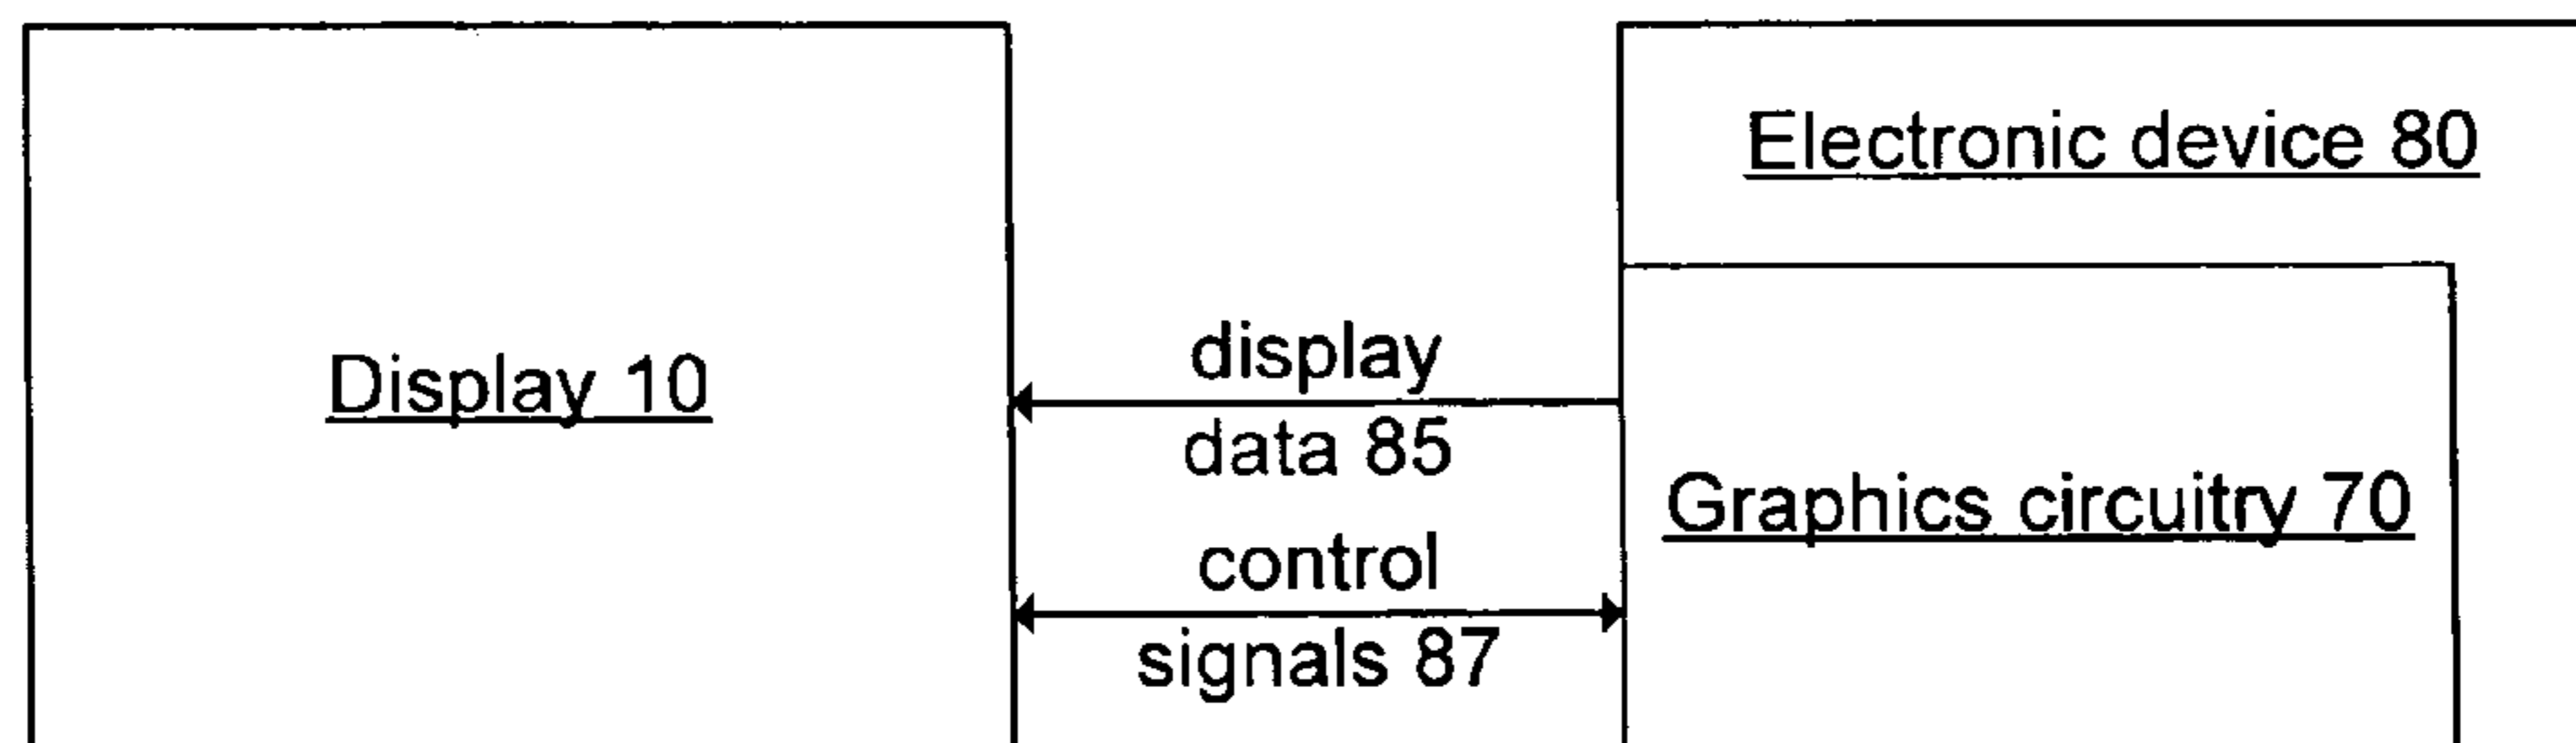 Electronic device 80
display
Display 10
data 85
Graphics circuitry 70
control
signals 87